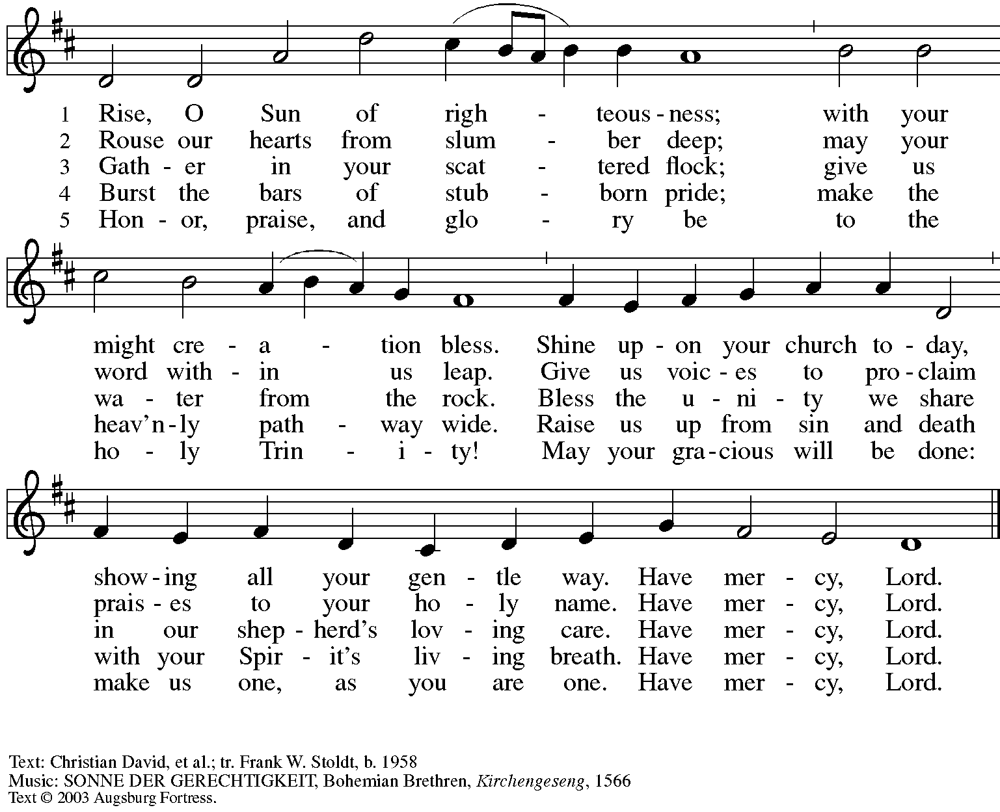 1 Rise, O Sun of righ - teous - ness; with your
2 Rouse our hearts from slum - ber deep; may your
3 Gath - er in your scat - tered flock; give us
4 Burst the bars of stub - born pride; make the
5 Hon - or, praise, and glo - ry be to the
might cre - a - tion bless. Shine up - on your church to - day,
word with - in us leap. Give us voic - es to pro - claim
wa - ter from the rock. Bless the u - ni - ty we share
heav'n - ly path - way wide. Raise us up from sin and death
ho - ly Trin - i - ty! May your gra - cious will be done:
show - ing all your gen - tle way. Have mer - cy, Lord.
prais - es to your ho - ly name. Have mer - cy, Lord.
in our shep - herd's lov - ing care. Have mer - cy, Lord.
with your Spir - it's liv - ing breath. Have mer - cy, Lord.
make us one, as you are one. Have mer - cy, Lord.
Text: Christian David, et al.; tr. Frank W. Stoldt, b. 1958
Music: SONNE DER GERECHTIGKEIT, Bohemian Brethren, Kirchengeseng, 1566
Text © 2003 Augsburg Fortress.